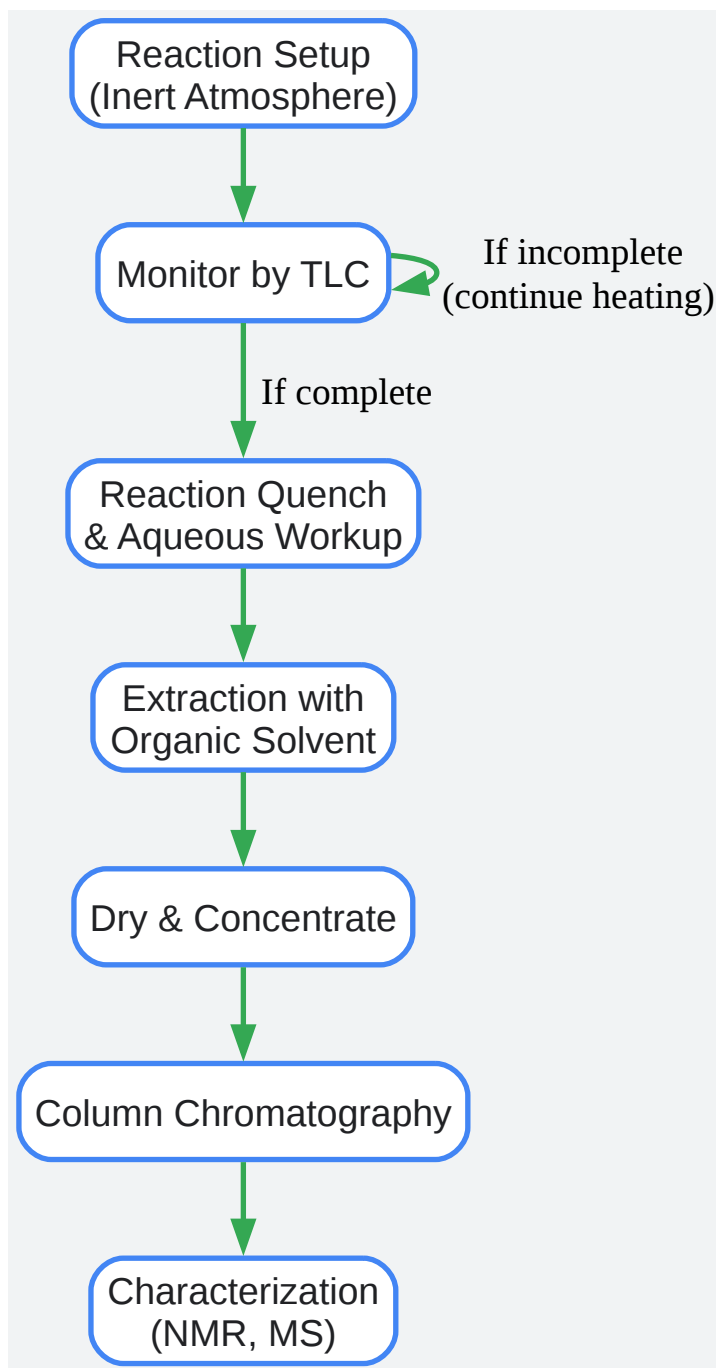 Reaction Setup
(Inert Atmosphere)
Monitor by TLC
If incomplete
(continue heating)
If complete
Reaction Quench
& Aqueous Workup
Extraction with
Organic Solvent
Dry & Concentrate
Column Chromatography
Characterization
(NMR, MS)